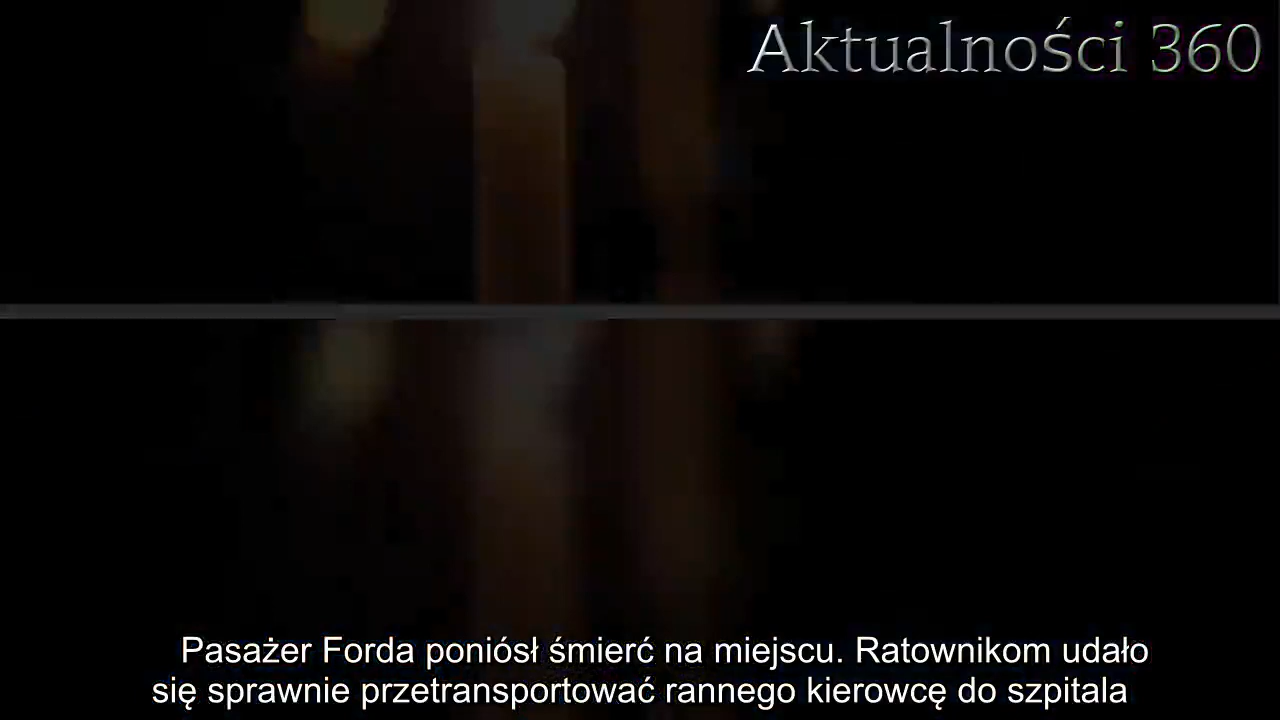 Aktualności 360
Pasażer Forda poniósł śmierć na miejscu. Ratownikom udało
się sprawnie przetransportować rannego kierowcę do szpitala